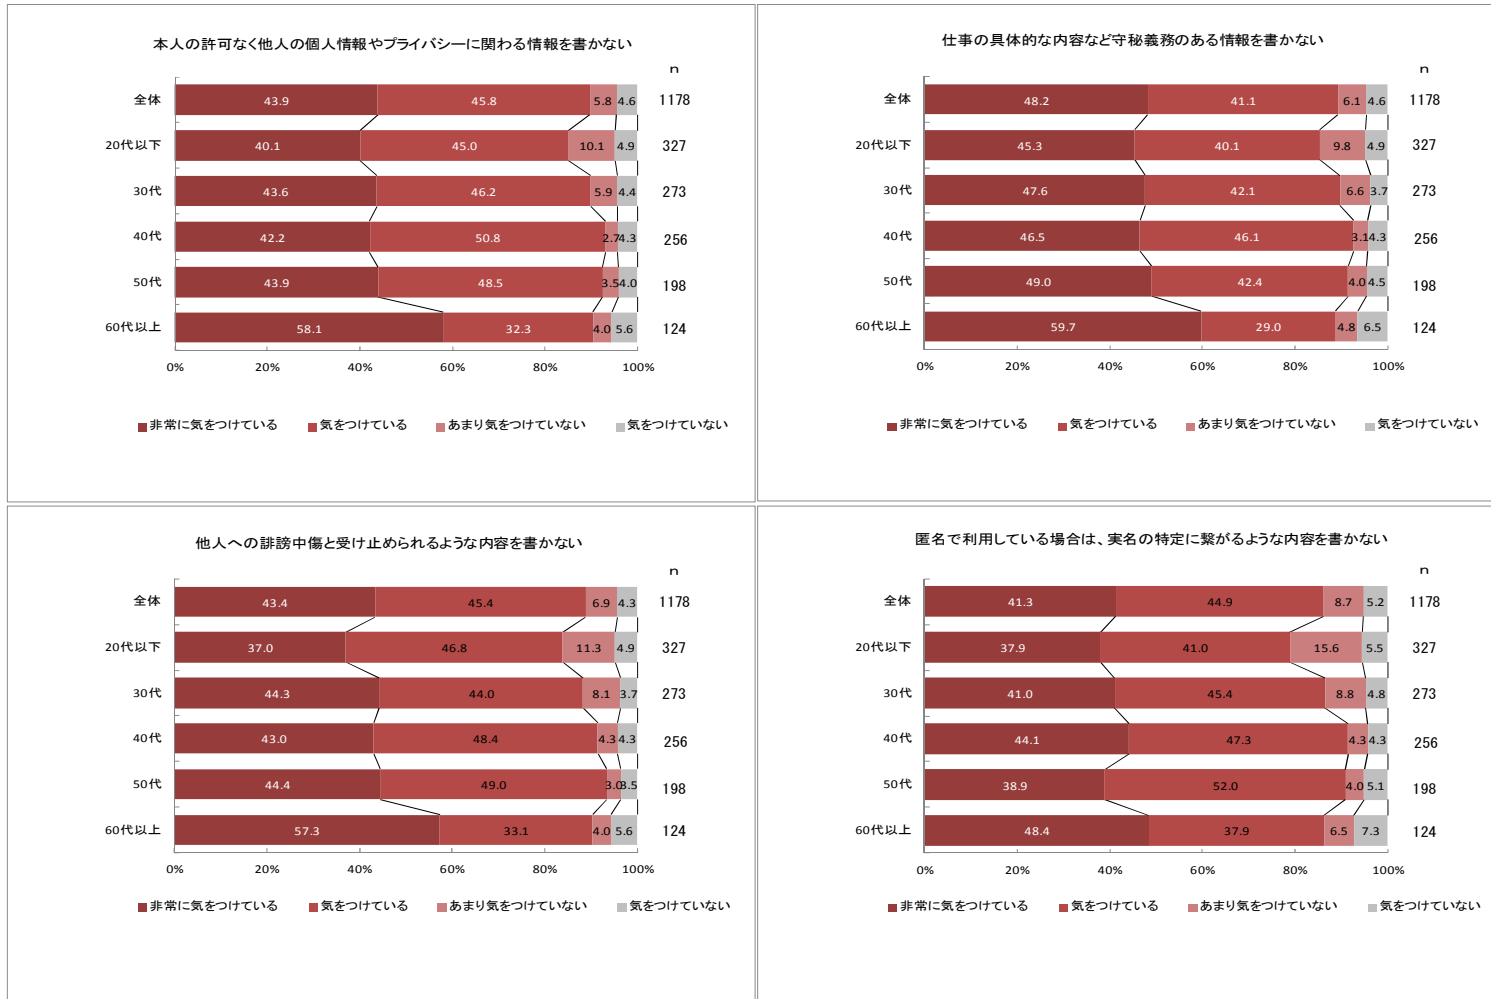 本人の許可なく他人の個人情報やプライバシーに関わる情報を書かない
n
全体 43.9 45.8 5.8 4.6 1178
20代以下 40.1 45.0 10.1 4.9 327
30代 43.6 46.2 5.9 4.4 273
40代 42.2 50.8 2.7 4.3 256
50代 43.9 48.5 3.5 4.0 198
60代以上 58.1 32.3 4.0 5.6 124
0% 20% 40% 60% 80% 100%
非常に気をつけている 気をつけている あまり気をつけていない 気をつけていない
仕事の具体的な内容など守秘義務のある情報を書かない
n
全体 48.2 41.1 6.1 4.6 1178
20代以下 45.3 40.1 9.8 4.9 327
30代 47.6 42.1 6.6 3.7 273
40代 46.5 46.1 3.1 4.3 256
50代 49.0 42.4 4.0 4.5 198
60代以上 59.7 29.0 4.8 6.5 124
0% 20% 40% 60% 80% 100%
非常に気をつけている 気をつけている あまり気をつけていない 気をつけていない
他人への誹謗中傷と受け止められるような内容を書かない
n
全体 43.4 45.4 6.9 4.3 1178
20代以下 37.0 46.8 11.3 4.9 327
30代 44.3 44.0 8.1 3.7 273
40代 43.0 48.4 4.3 4.3 256
50代 44.4 49.0 3.0 3.5 198
60代以上 57.3 33.1 4.0 5.6 124
0% 20% 40% 60% 80% 100%
非常に気をつけている 気をつけている あまり気をつけていない 気をつけていない
匿名で利用している場合は、実名の特定に繋がるような内容を書かない
n
全体 41.3 44.9 8.7 5.2 1178
20代以下 37.9 41.0 15.6 5.5 327
30代 41.0 45.4 8.8 4.8 273
40代 44.1 47.3 4.3 4.3 256
50代 38.9 52.0 4.0 5.1 198
60代以上 48.4 37.9 6.5 7.3 124
0% 20% 40% 60% 80% 100%
非常に気をつけている 気をつけている あまり気をつけていない 気をつけていない